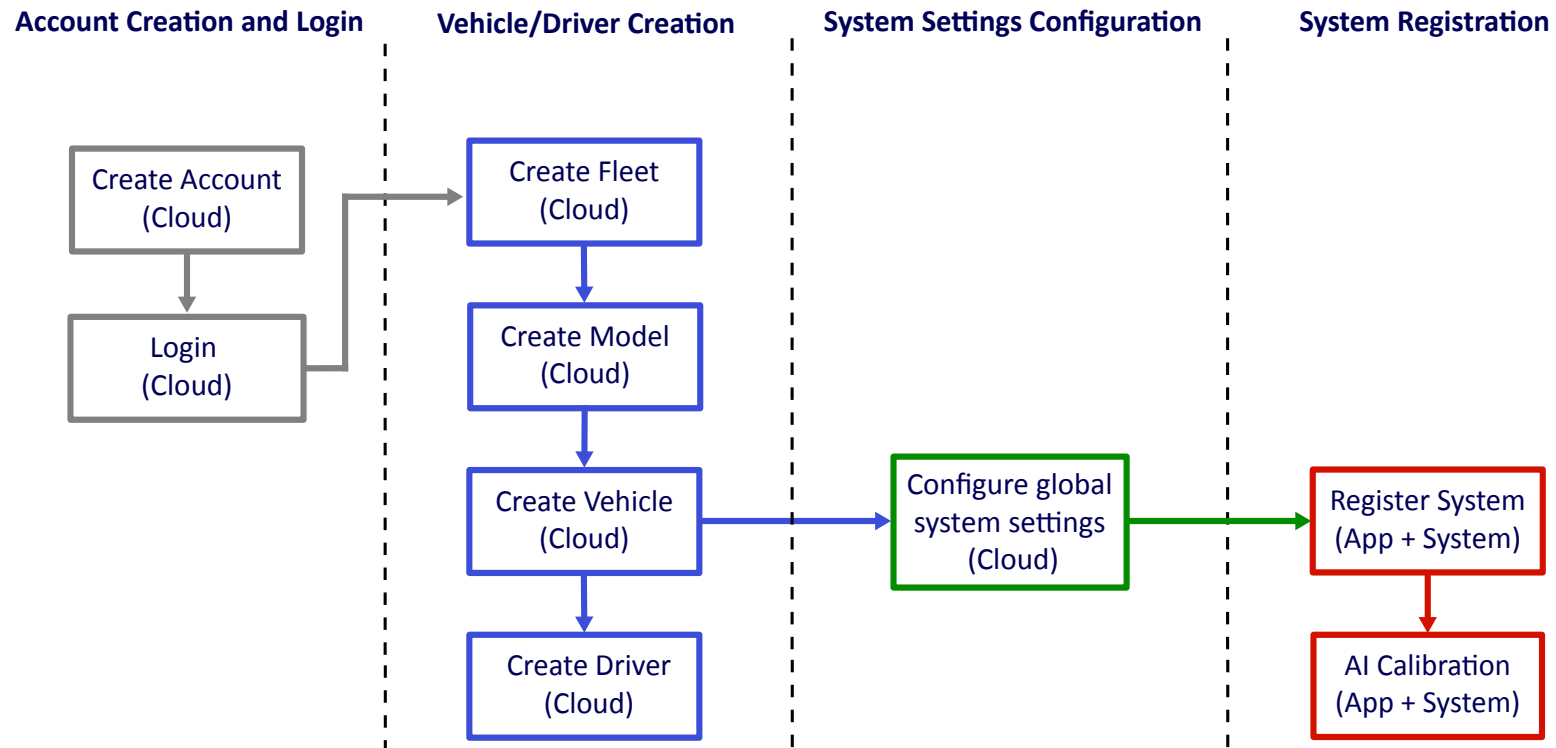 Account Creation and Login
Vehicle/Driver Creation
System Settings Configuration
System Registration
Create Account
(Cloud)
Login
(Cloud)
Create Fleet
(Cloud)
Create Model
(Cloud)
Create Vehicle
(Cloud)
Create Driver
(Cloud)
Configure global
system settings
(Cloud)
Register System
(App + System)
AI Calibration
(App + System)